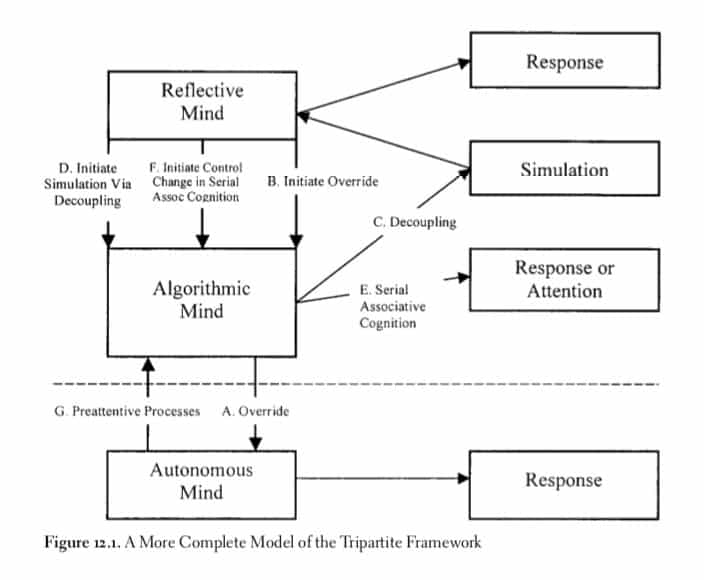 Response
Reflective
Mind
D. Initiate
Simulation Via
Decoupling
F. Initiate Control
Change in Serial
Assoc Cognition
B. Initiate Override
Simulation
C. Decoupling
Algorithmic
Mind
E. Serial
Associative
Cognition
Response or
Attention
G. Preattentive Processes
A. Override
Autonomous
Mind
Response
Figure 12.1. A More Complete Model of the Tripartite Framework